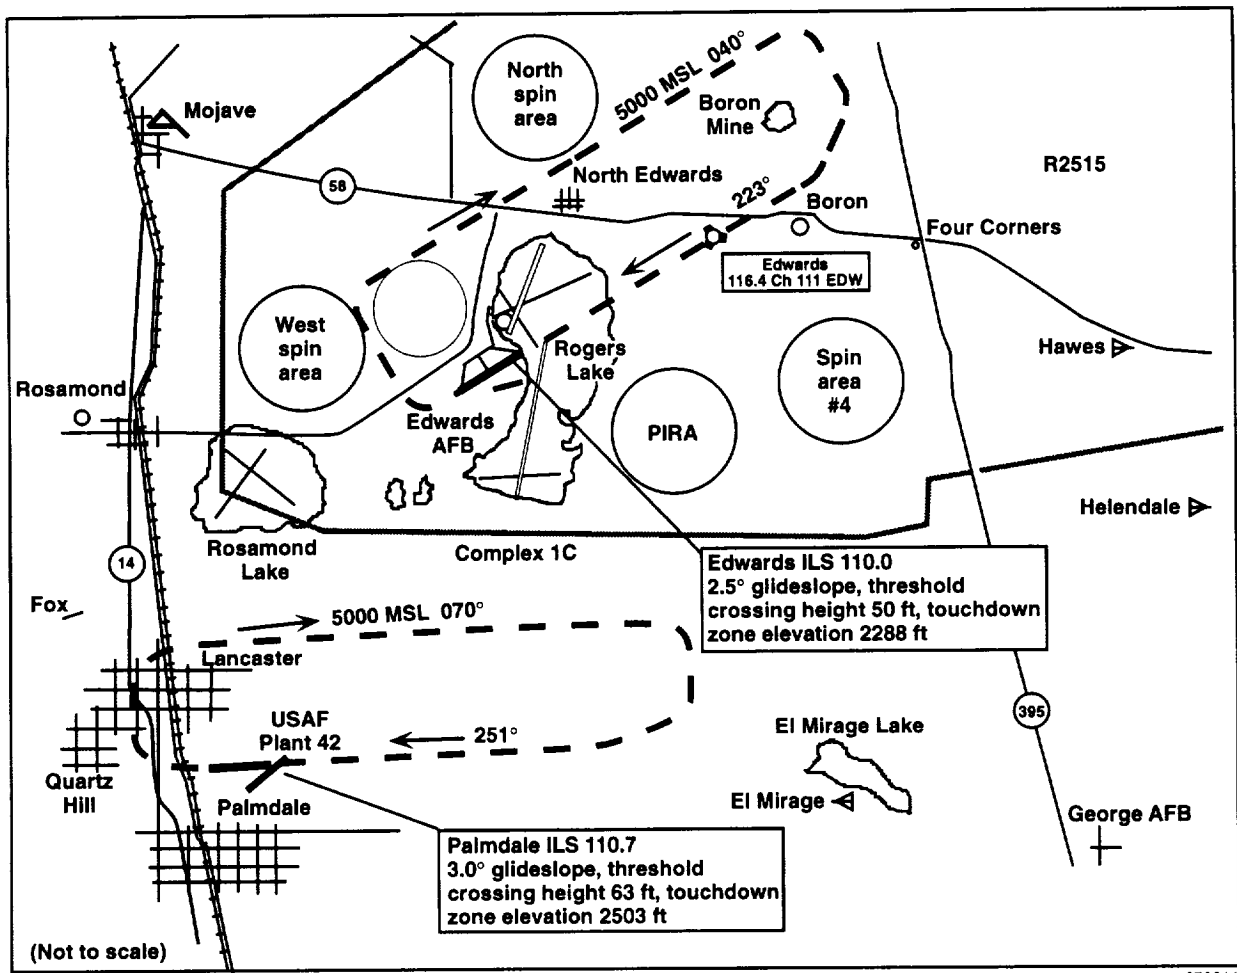 North
spin
area
5000 MSL 040°
Boron
Mine
Mojave
R2515
58
North Edwards
223°
Boron
Four Corners
Edwards
116.4 Ch 111 EDW
West
spin
area
Rogers
Lake
Spin
area
#4
Hawes
Rosamond
Edwards
AFB
PIRA
Helendale
Rosamond
Lake
Complex 1C
14
Edwards ILS 110.0
2.5° glideslope, threshold
crossing height 50 ft, touchdown
zone elevation 2288 ft
Fox
5000 MSL 070°
Lancaster
395
USAF
Plant 42
251°
El Mirage Lake
Quartz
Hill
Palmdale
El Mirage
George AFB
Palmdale ILS 110.7
3.0° glideslope, threshold
crossing height 63 ft, touchdown
zone elevation 2503 ft
(Not to scale)